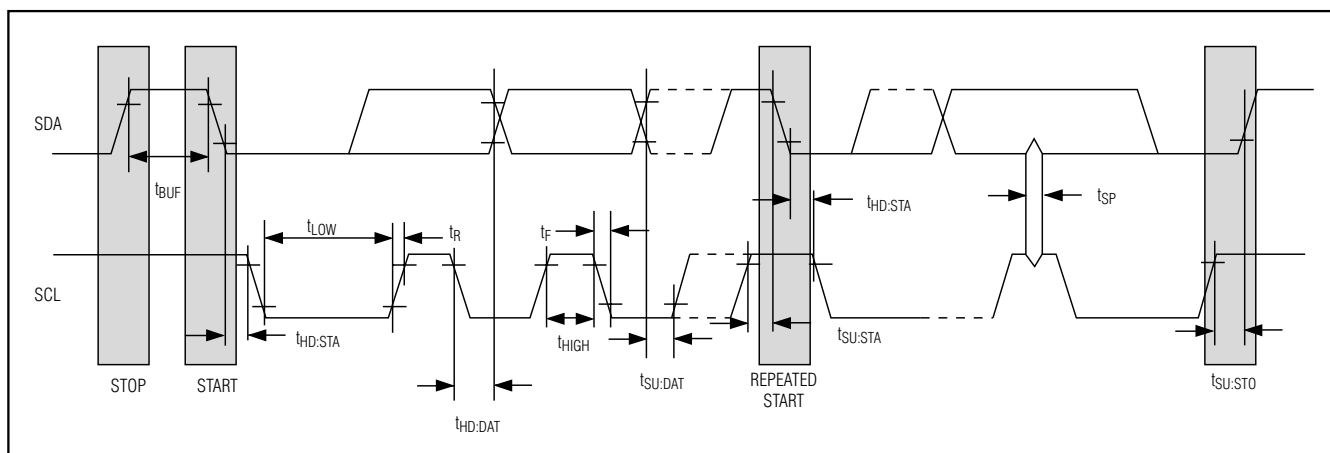 SDA
tBUF
tHD:STA
tSP
tLOW
tR
tF
SCL
tHD:STA
tHIGH
tSU:STA
tSU:DAT
tSU:STO
STOP
START
REPEATED
START
tHD:DAT